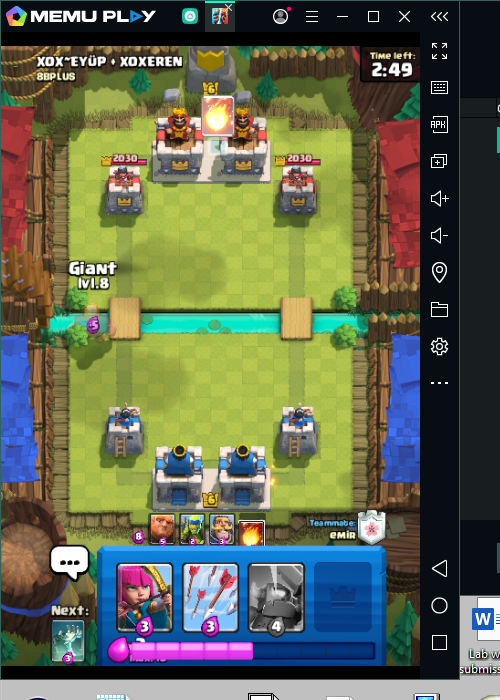 MEMU PLAY
XOX~EYÜP + XOXEREN
8BPLUS
Time left:
2:49
APK
6
2030
2030
Giant
lvl.8
5
6
8
5
2
3
Teammate:
emir
3
3
4
Next:
3
W
Lab w
submiss